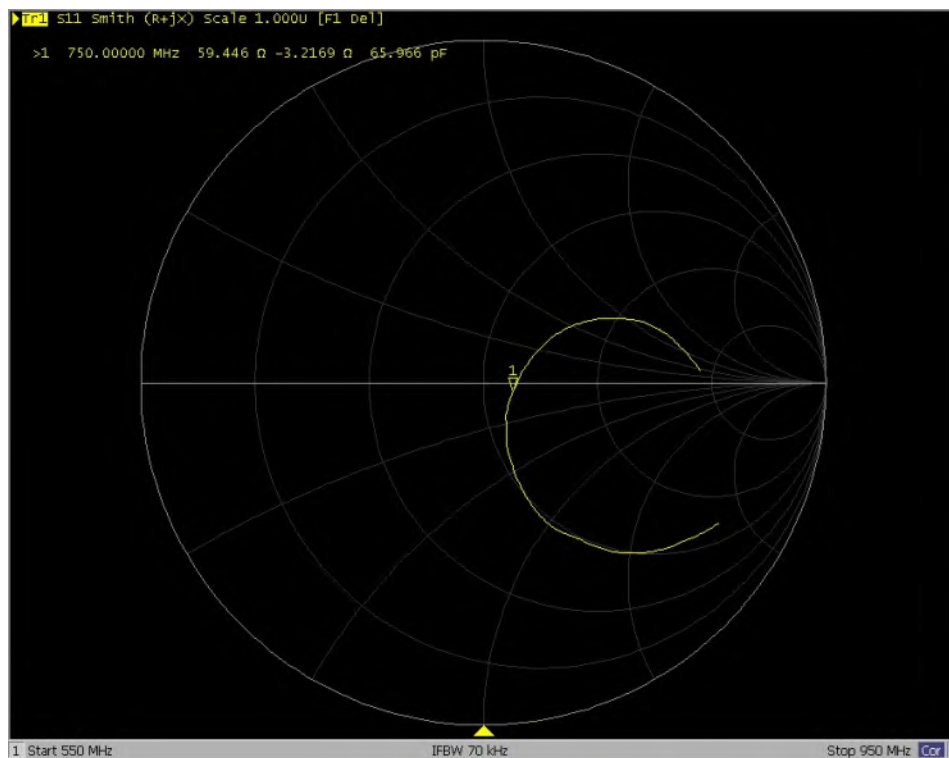 Tr1 S11 Smith (R+jX) Scale 1.000U [F1 Del]
>1 750.00000 MHz 59.446 Ω -3.2169 Ω 65.966 pF
1
1 Start 550 MHz IFBW 70 kHz Stop 950 MHz Cor